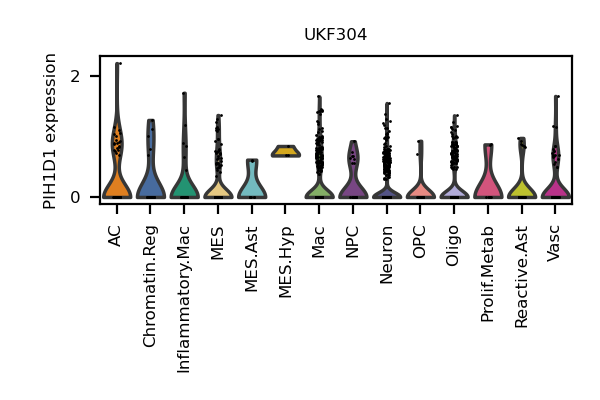 UKF304
PIH1D1 expression
2
0
AC
Chromatin.Reg
Inflammatory.Mac
MES
MES.Ast
MES.Hyp
Mac
NPC
Neuron
OPC
Oligo
Prolif.Metab
Reactive.Ast
Vasc